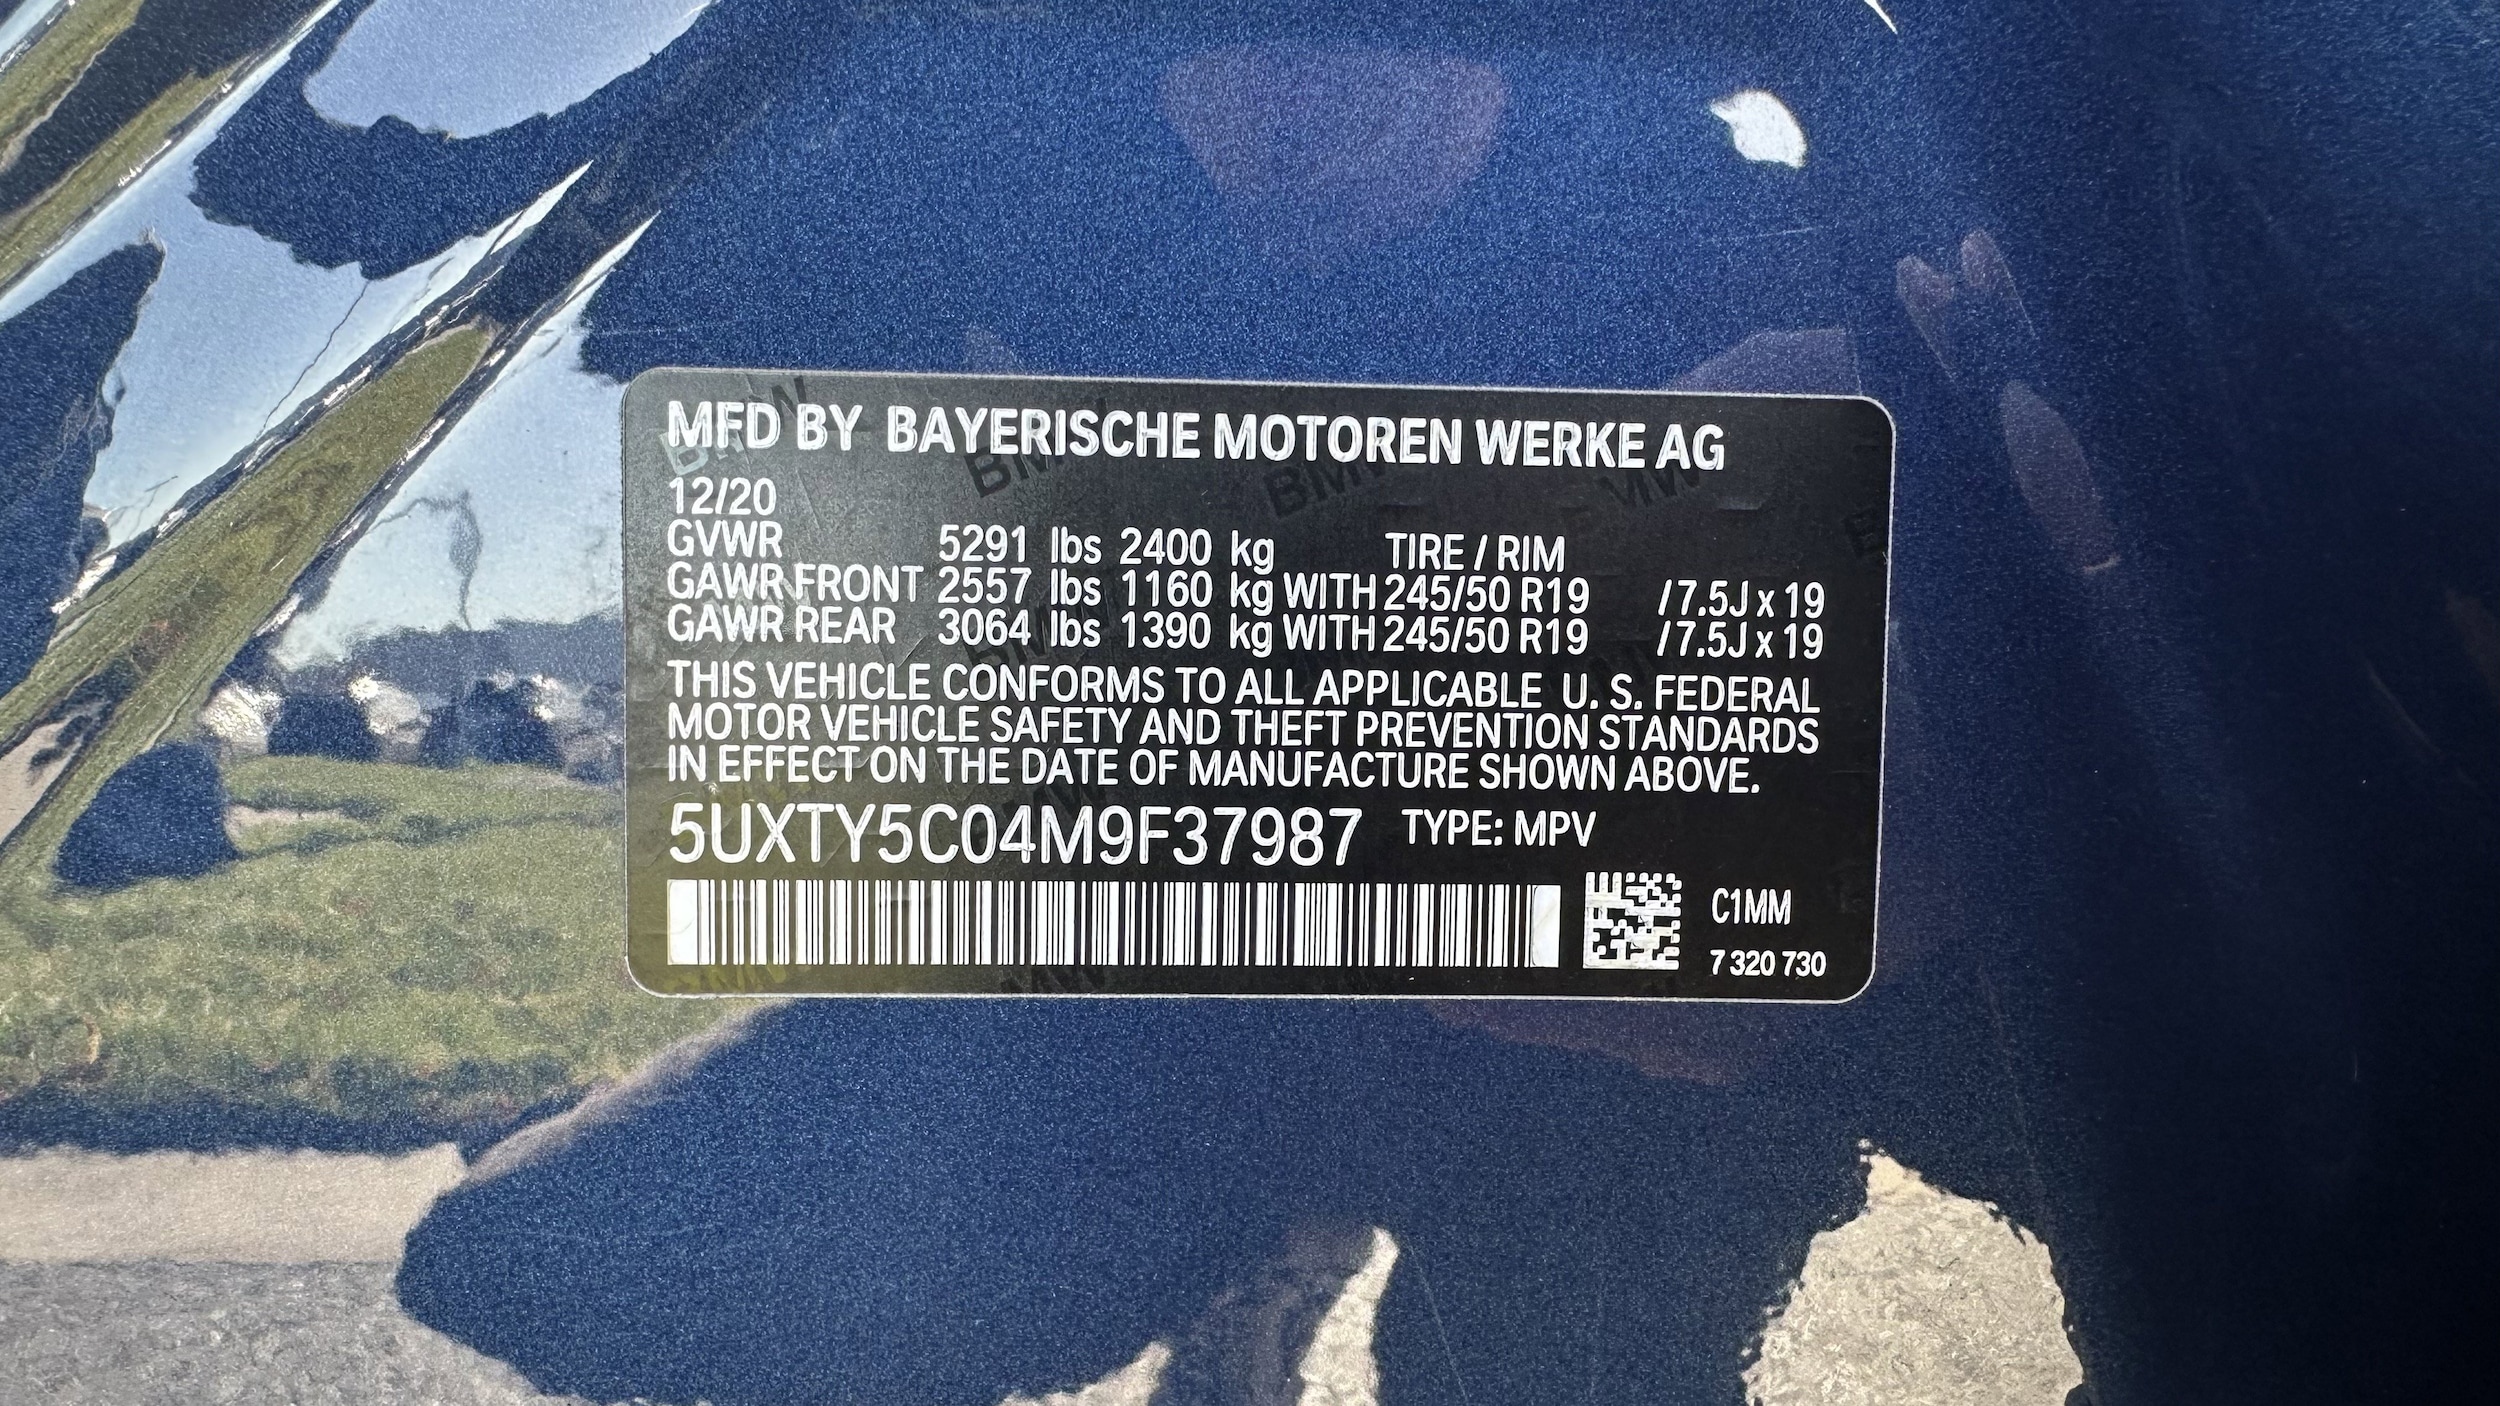 MFD BY BAYERISCHE MOTOREN WERKE AG
12/20
GVWR 5291 lbs 2400 kg TIRE / RIM
GAWR FRONT 2557 lbs 1160 kg WITH 245/50 R19 / 7.5J x 19
GAWR REAR 3064 lbs 1390 kg WITH 245/50 R19 / 7.5J x 19
THIS VEHICLE CONFORMS TO ALL APPLICABLE U. S. FEDERAL
MOTOR VEHICLE SAFETY AND THEFT PREVENTION STANDARDS
IN EFFECT ON THE DATE OF MANUFACTURE SHOWN ABOVE.
5UXTY5C04M9F37987 TYPE: MPV
C1MM
7 320 730